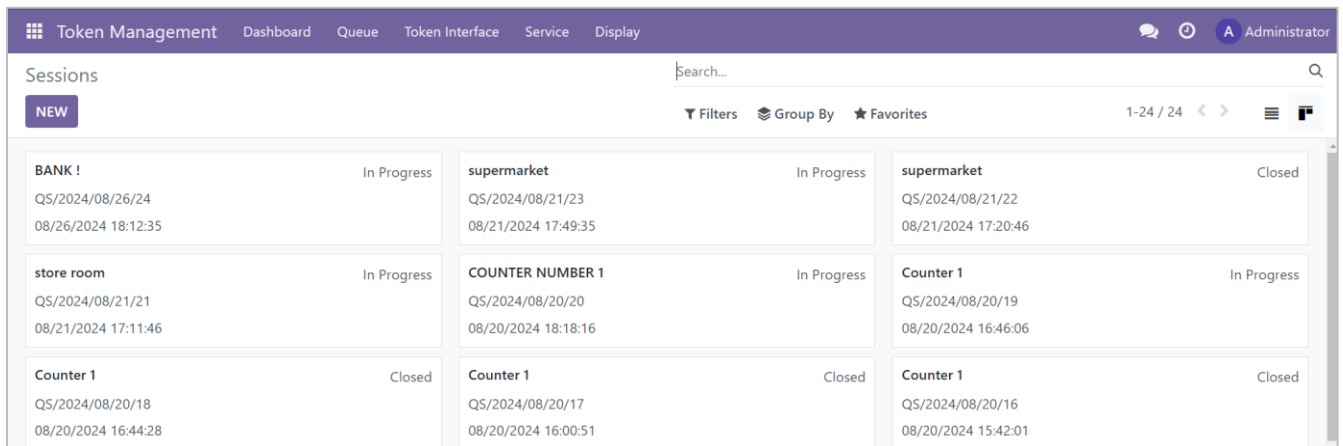 Token Management Dashboard Queue Token Interface Service Display A Administrator
Sessions Search...
NEW Filters Group By Favorites 1-24 / 24
BANK ! In Progress
QS/2024/08/26/24
08/26/2024 18:12:35
supermarket In Progress
QS/2024/08/21/23
08/21/2024 17:49:35
supermarket Closed
QS/2024/08/21/22
08/21/2024 17:20:46
store room In Progress
QS/2024/08/21/21
08/21/2024 17:11:46
COUNTER NUMBER 1 In Progress
QS/2024/08/20/20
08/20/2024 18:18:16
Counter 1 In Progress
QS/2024/08/20/19
08/20/2024 16:46:06
Counter 1 Closed
QS/2024/08/20/18
08/20/2024 16:44:28
Counter 1 Closed
QS/2024/08/20/17
08/20/2024 16:00:51
Counter 1 Closed
QS/2024/08/20/16
08/20/2024 15:42:01